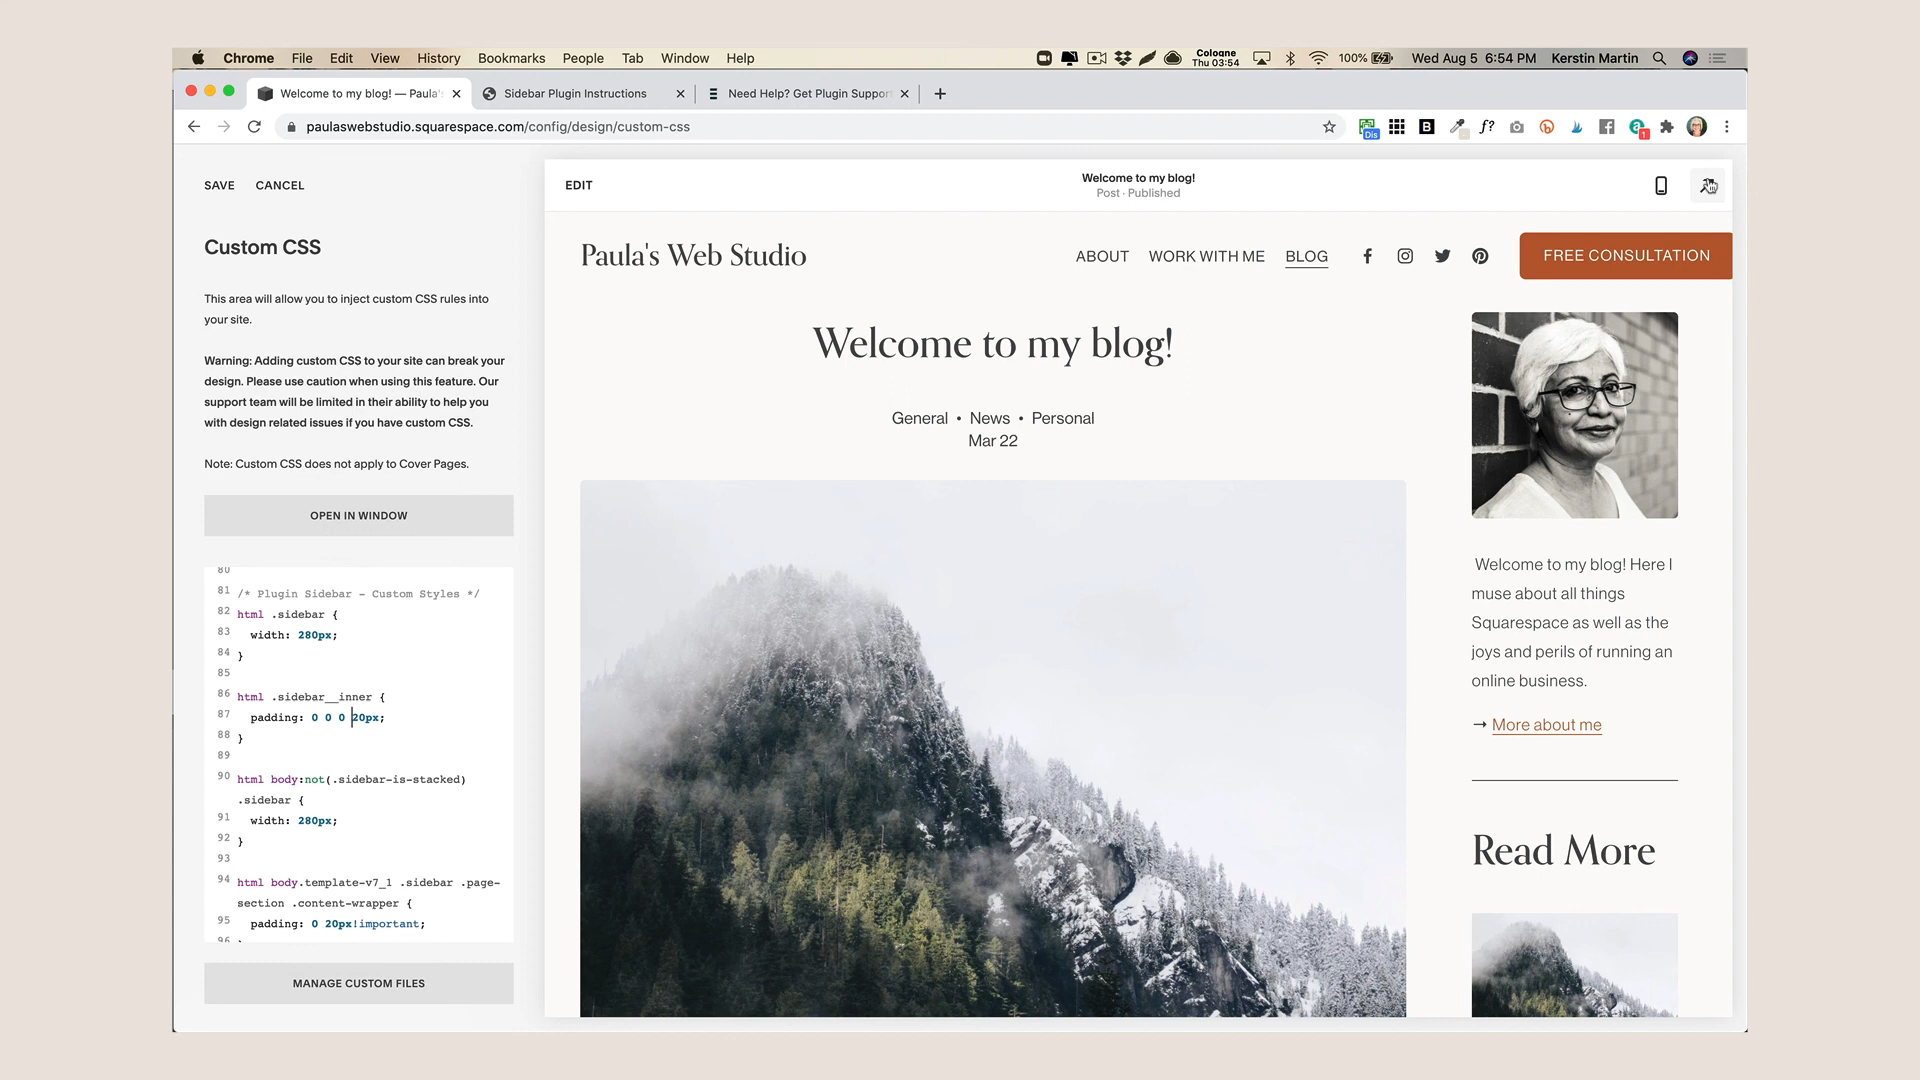 Chrome File Edit View History Bookmarks People Tab Window Help
Cologne
Thu 03:54
100%
Wed Aug 5 6:54 PM
Kerstin Martin
Welcome to my blog! — Paula's
Sidebar Plugin Instructions
Need Help? Get Plugin Suppor
paulaswebstudio.squarespace.com/config/design/custom-css
Dis
B
f?
1
SAVE CANCEL
EDIT
Welcome to my blog!
Post · Published
Custom CSS
This area will allow you to inject custom CSS rules into
your site.
Warning: Adding custom CSS to your site can break your
design. Please use caution when using this feature. Our
support team will be limited in their ability to help you
with design related issues if you have custom CSS.
Note: Custom CSS does not apply to Cover Pages.
OPEN IN WINDOW
80
81 /* Plugin Sidebar - Custom Styles */
82 html .sidebar {
83 width: 280px;
84 }
85
86 html .sidebar__inner {
87 padding: 0 0 0 20px;
88 }
89
90 html body:not(.sidebar-is-stacked)
.sidebar {
91 width: 280px;
92 }
93
94 html body.template-v7_1 .sidebar .page-
section .content-wrapper {
95 padding: 0 20px!important;
96
MANAGE CUSTOM FILES
Paula's Web Studio
ABOUT WORK WITH ME BLOG
FREE CONSULTATION
Welcome to my blog!
General • News • Personal
Mar 22
Welcome to my blog! Here I
muse about all things
Squarespace as well as the
joys and perils of running an
online business.
→ More about me
Read More